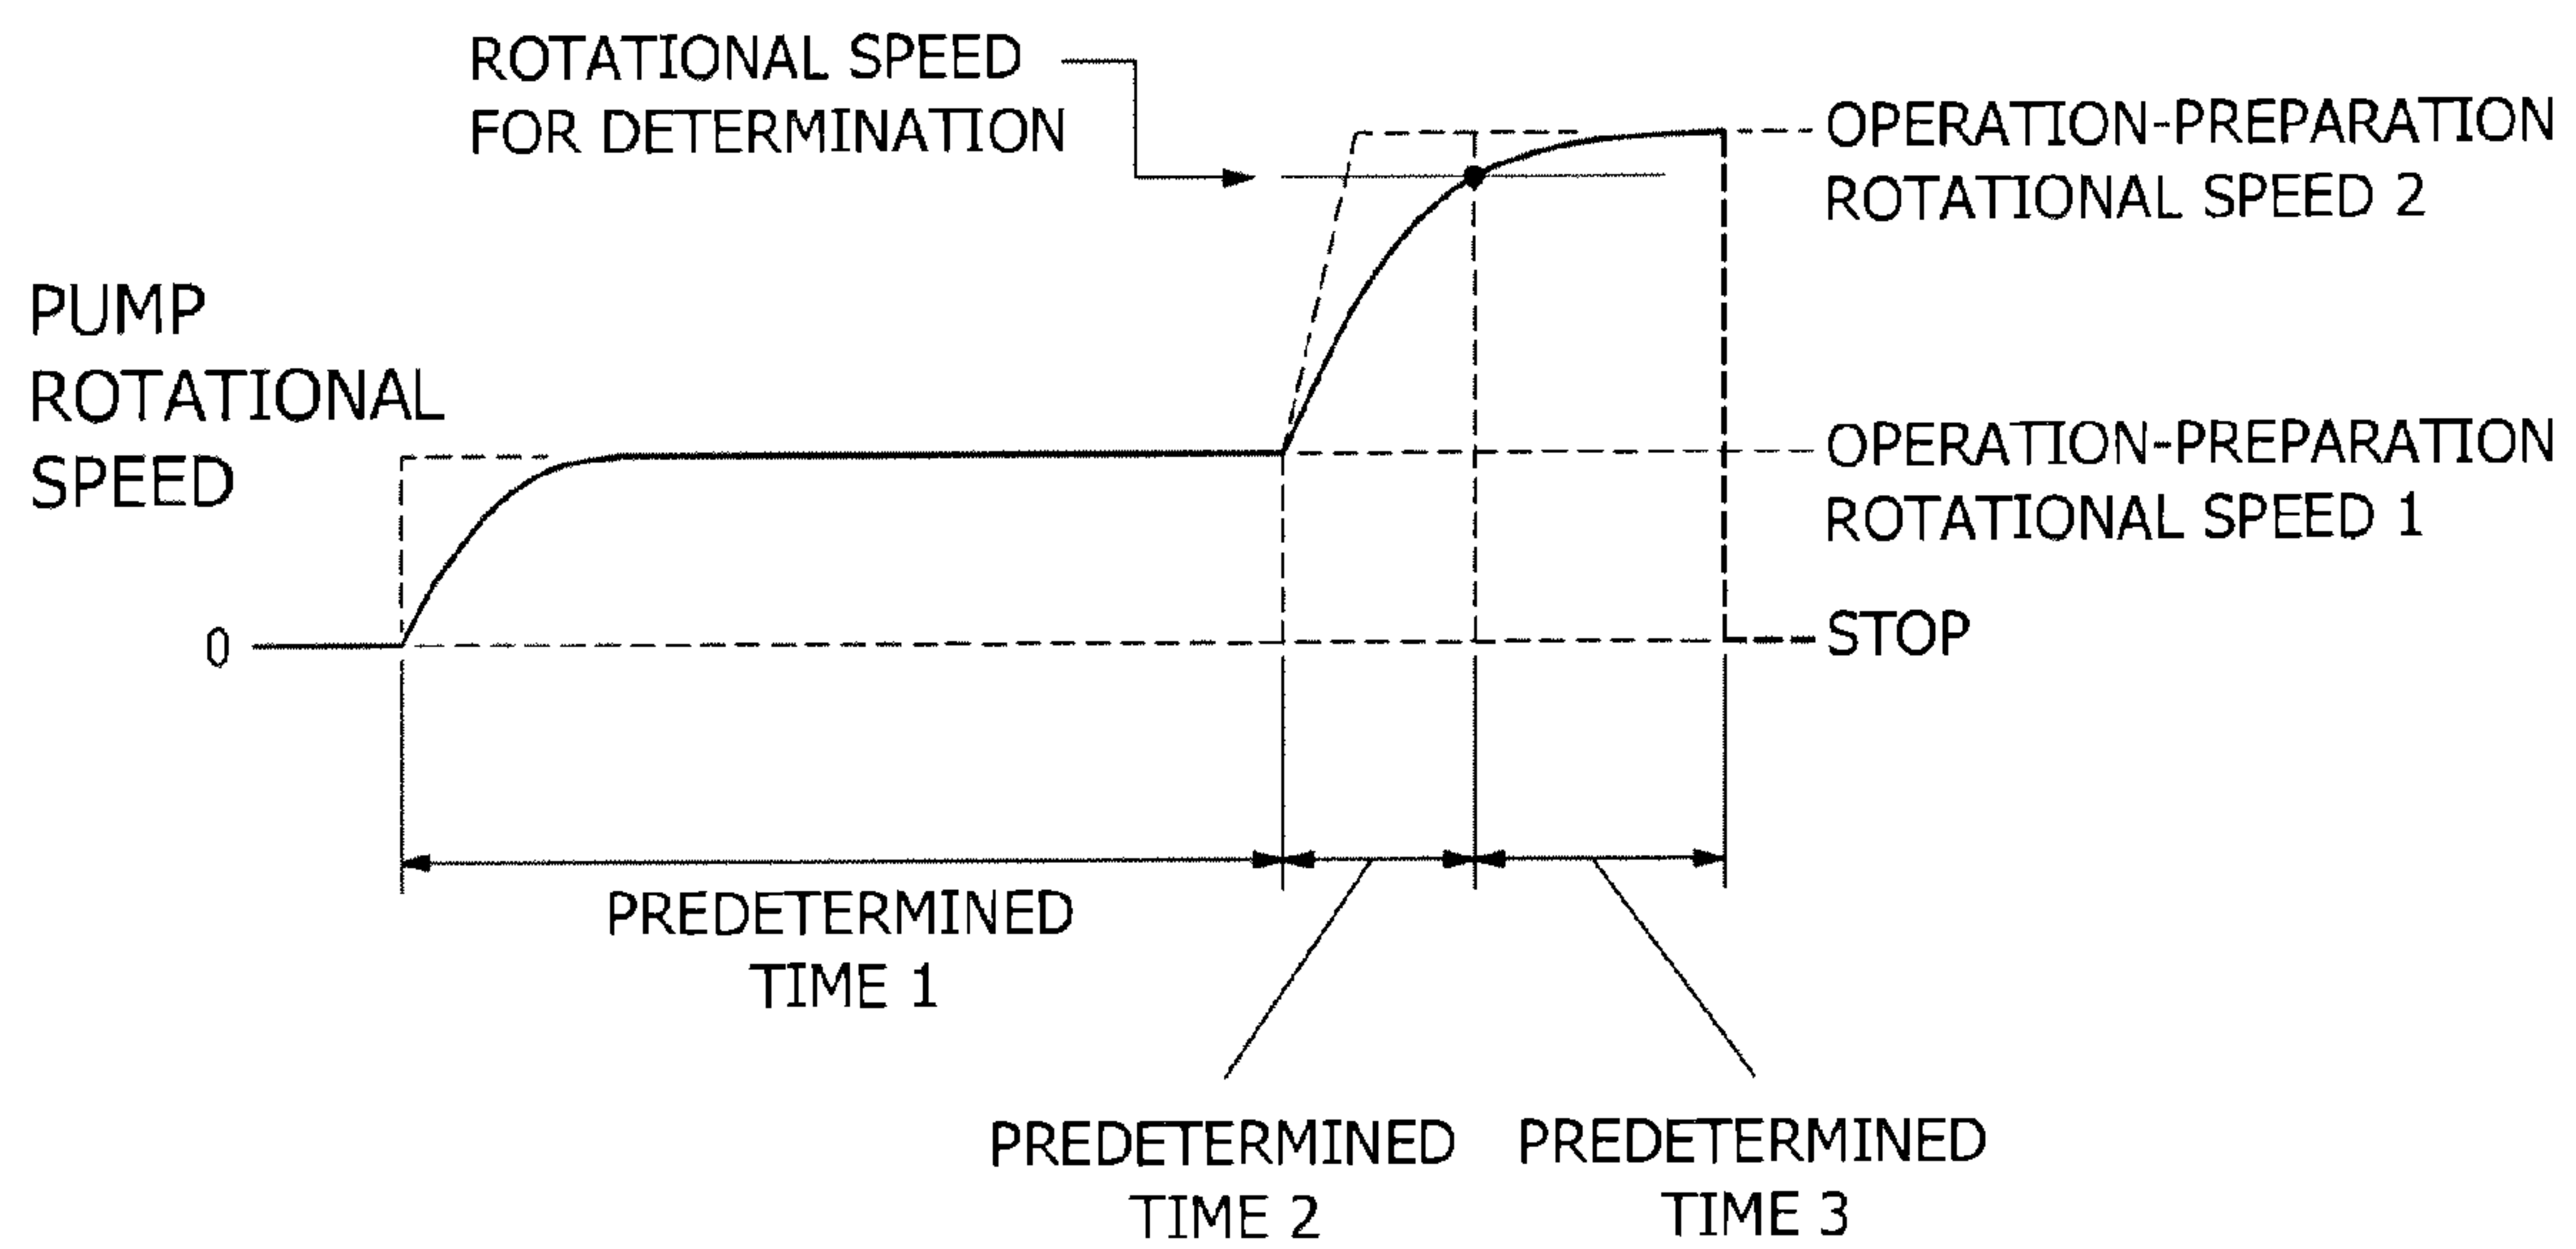 ROTATIONAL SPEED
FOR DETERMINATION
OPERATION-PREPARATION
ROTATIONAL SPEED 2
PUMP
ROTATIONAL
SPEED
OPERATION-PREPARATION
ROTATIONAL SPEED 1
0
STOP
PREDETERMINED
TIME 1
PREDETERMINED
TIME 2
PREDETERMINED
TIME 3